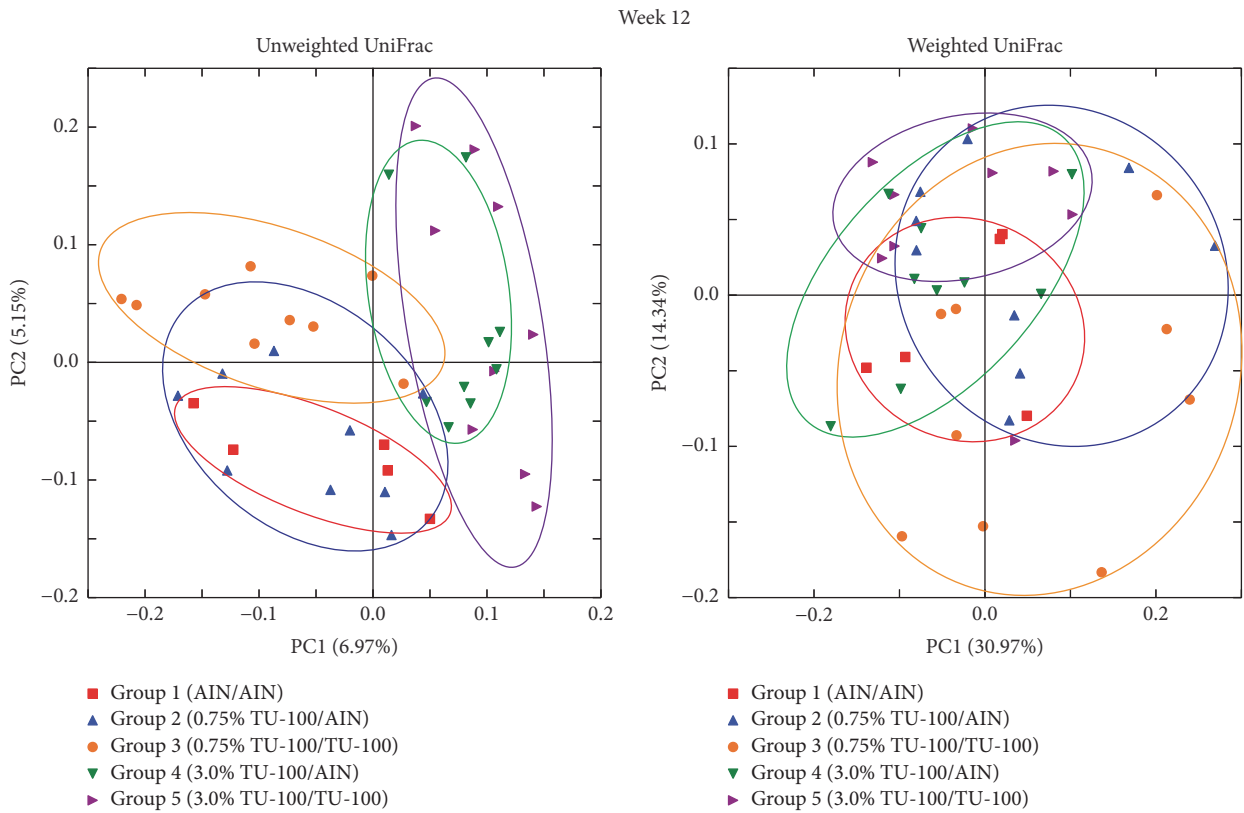 Week 12
Unweighted UniFrac
0.2
0.1
0.0
−0.1
−0.2
PC2 (5.15%)
−0.2
−0.1
0.0
0.1
0.2
PC1 (6.97%)
Group 1 (AIN/AIN)
Group 2 (0.75% TU-100/AIN)
Group 3 (0.75% TU-100/TU-100)
Group 4 (3.0% TU-100/AIN)
Group 5 (3.0% TU-100/TU-100)
Weighted UniFrac
0.1
0.0
−0.1
−0.2
PC2 (14.34%)
−0.2
0.0
0.2
PC1 (30.97%)
Group 1 (AIN/AIN)
Group 2 (0.75% TU-100/AIN)
Group 3 (0.75% TU-100/TU-100)
Group 4 (3.0% TU-100/AIN)
Group 5 (3.0% TU-100/TU-100)